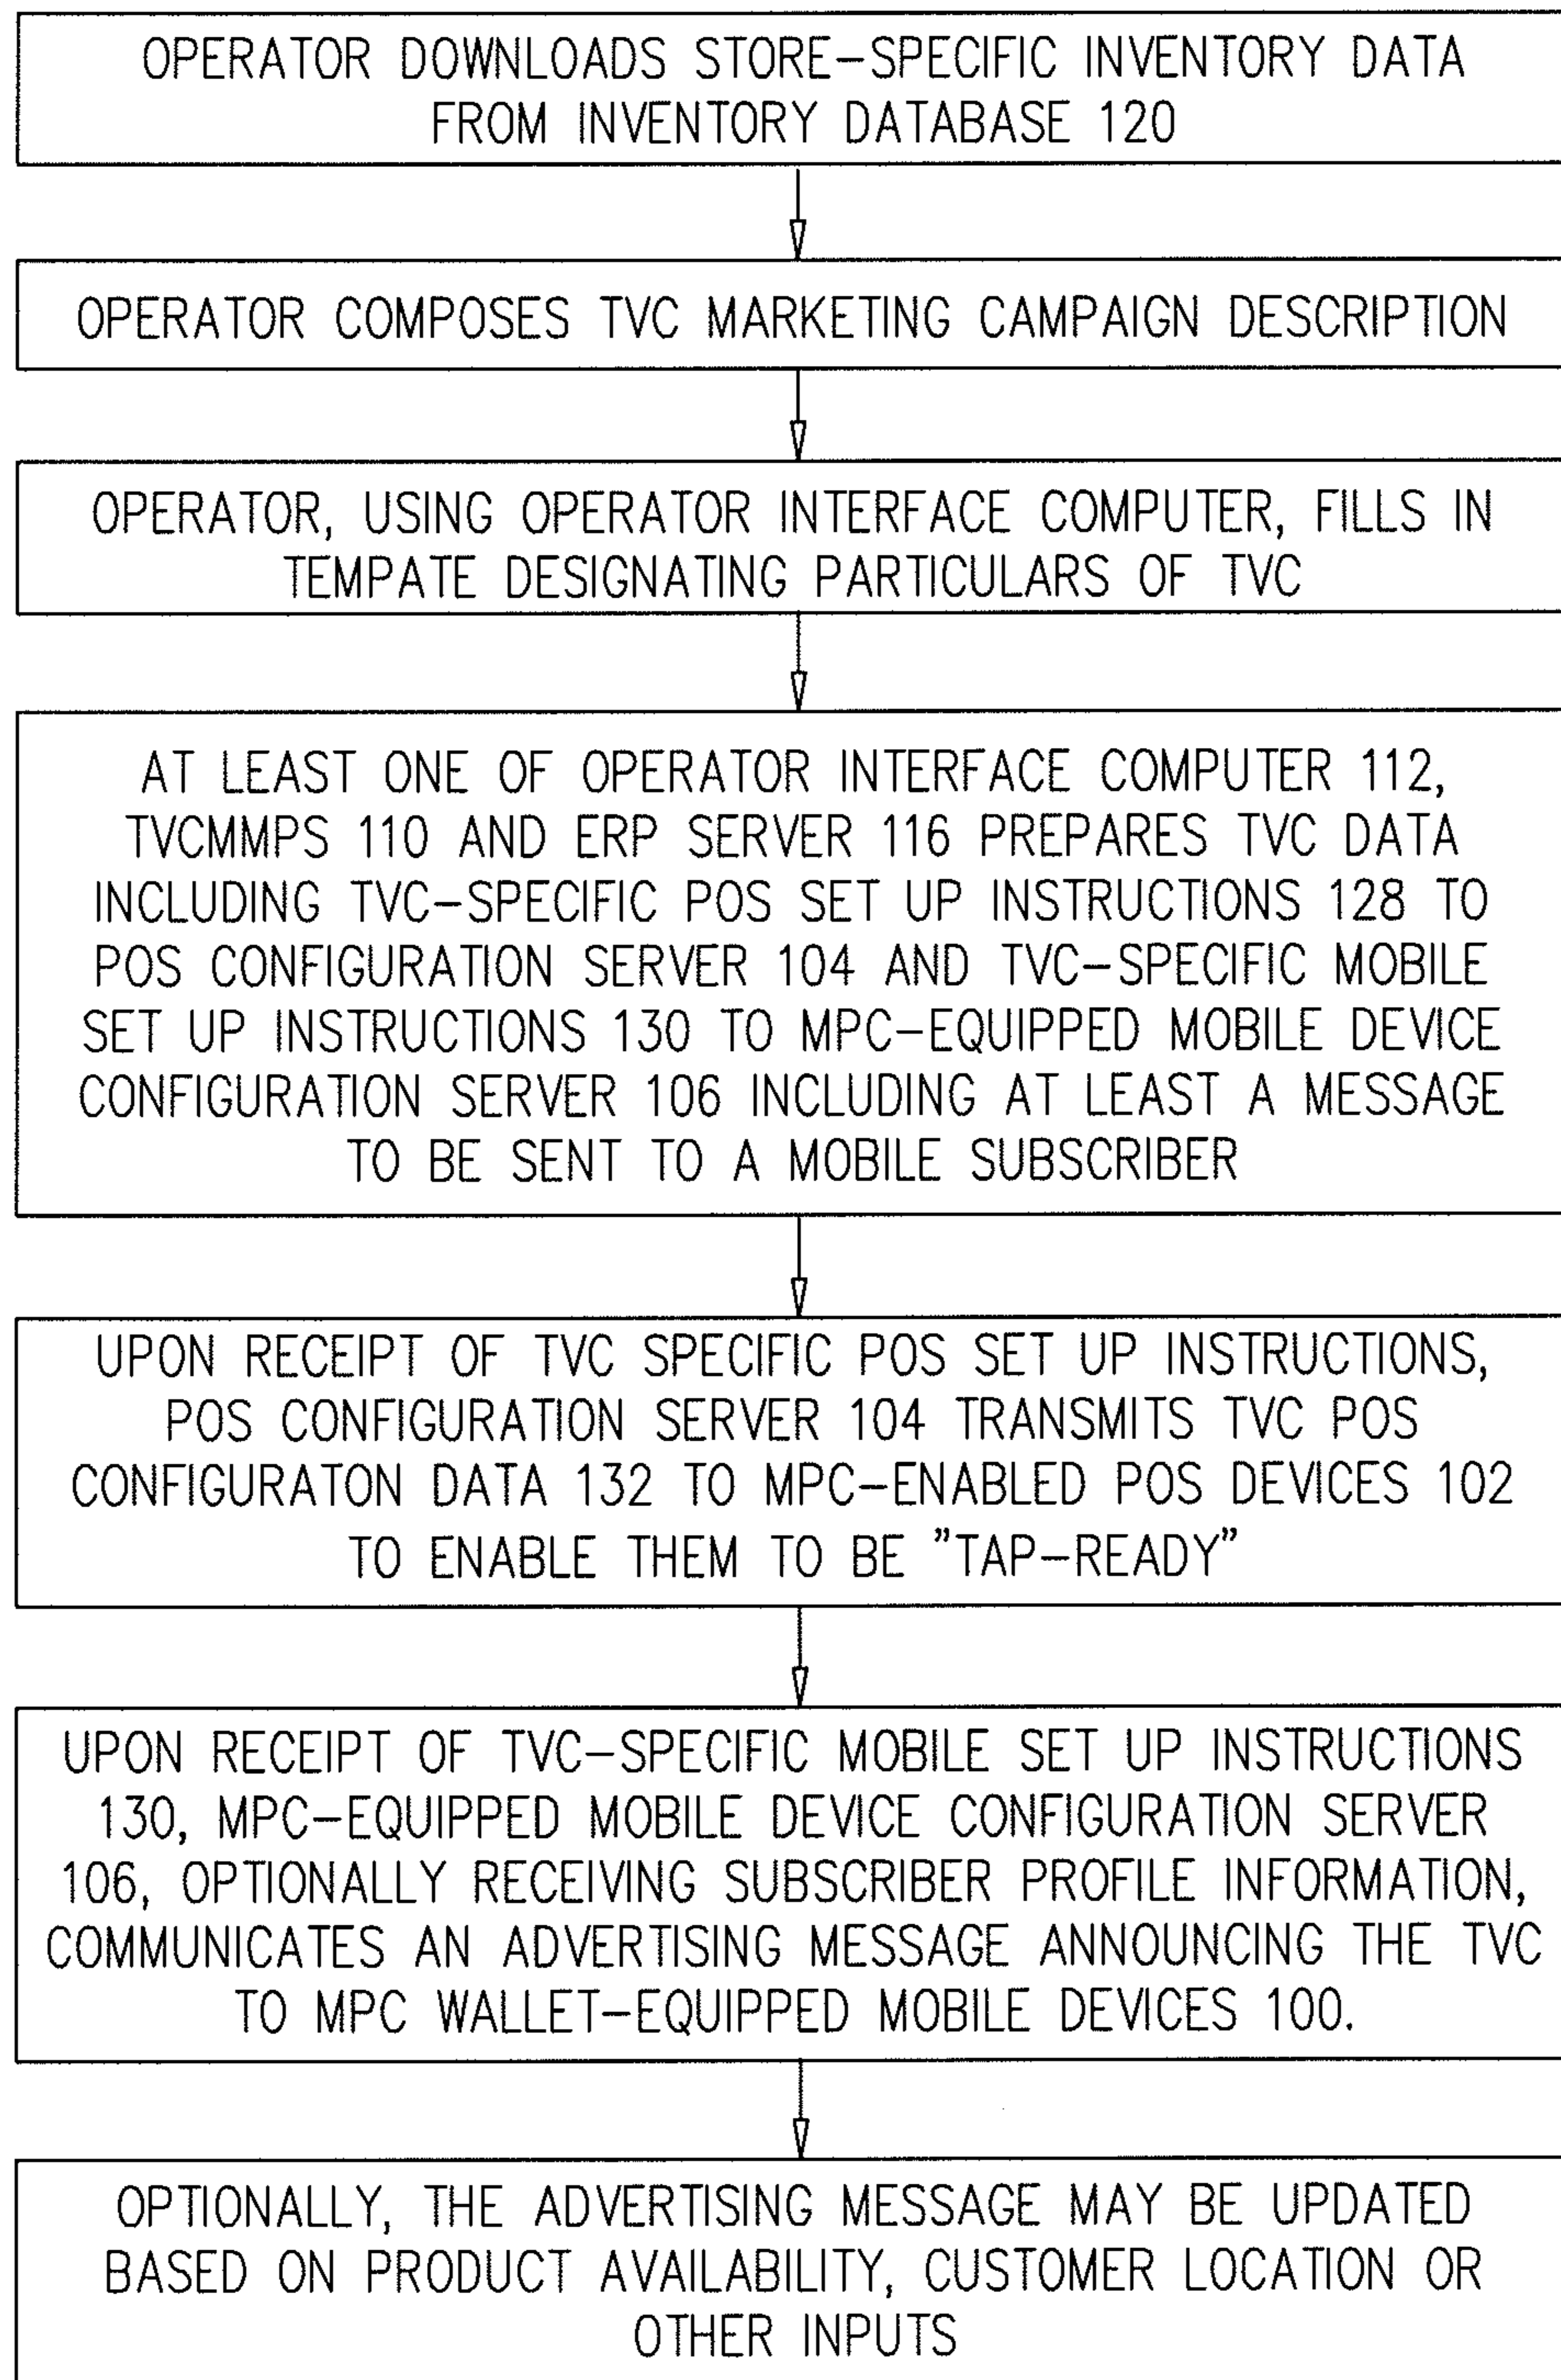 OPERATOR DOWNLOADS STORE-SPECIFIC INVENTORY DATA
FROM INVENTORY DATABASE 120
OPERATOR COMPOSES TVC MARKETING CAMPAIGN DESCRIPTION
OPERATOR, USING OPERATOR INTERFACE COMPUTER, FILLS IN
TEMPATE DESIGNATING PARTICULARS OF TVC
AT LEAST ONE OF OPERATOR INTERFACE COMPUTER 112,
TVCMMPS 110 AND ERP SERVER 116 PREPARES TVC DATA
INCLUDING TVC-SPECIFIC POS SET UP INSTRUCTIONS 128 TO
POS CONFIGURATION SERVER 104 AND TVC-SPECIFIC MOBILE
SET UP INSTRUCTIONS 130 TO MPC-EQUIPPED MOBILE DEVICE
CONFIGURATION SERVER 106 INCLUDING AT LEAST A MESSAGE
TO BE SENT TO A MOBILE SUBSCRIBER
UPON RECEIPT OF TVC SPECIFIC POS SET UP INSTRUCTIONS,
POS CONFIGURATION SERVER 104 TRANSMITS TVC POS
CONFIGURATON DATA 132 TO MPC-ENABLED POS DEVICES 102
TO ENABLE THEM TO BE "TAP-READY"
UPON RECEIPT OF TVC-SPECIFIC MOBILE SET UP INSTRUCTIONS
130, MPC-EQUIPPED MOBILE DEVICE CONFIGURATION SERVER
106, OPTIONALLY RECEIVING SUBSCRIBER PROFILE INFORMATION,
COMMUNICATES AN ADVERTISING MESSAGE ANNOUNCING THE TVC
TO MPC WALLET-EQUIPPED MOBILE DEVICES 100.
OPTIONALLY, THE ADVERTISING MESSAGE MAY BE UPDATED
BASED ON PRODUCT AVAILABILITY, CUSTOMER LOCATION OR
OTHER INPUTS